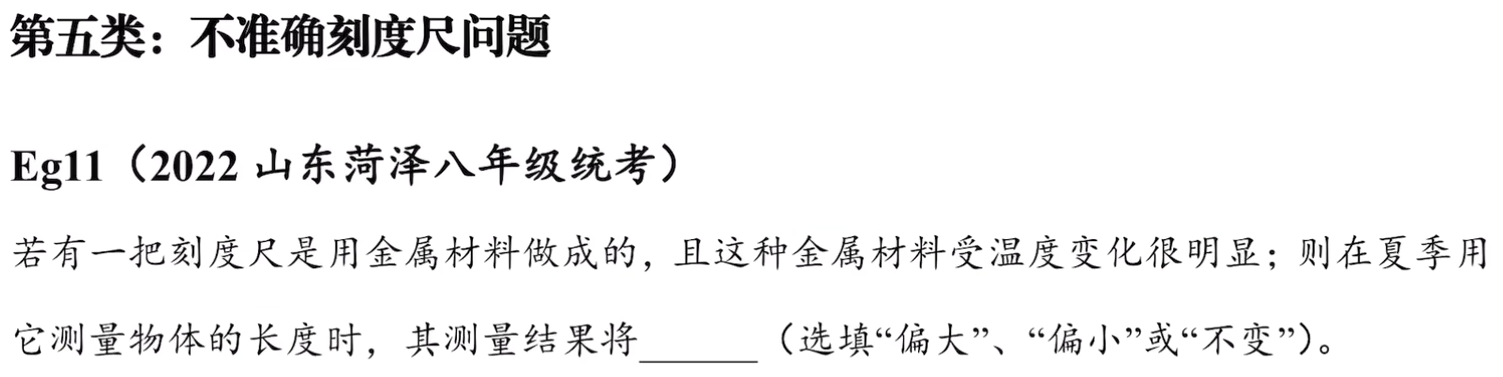 第五类：不准确刻度尺问题
Eg11（2022 山东菏泽八年级统考）
若有一把刻度尺是用金属材料做成的，且这种金属材料受温度变化很明显；则在夏季用
它测量物体的长度时，其测量结果将______（选填“偏大”、“偏小”或“不变”）。